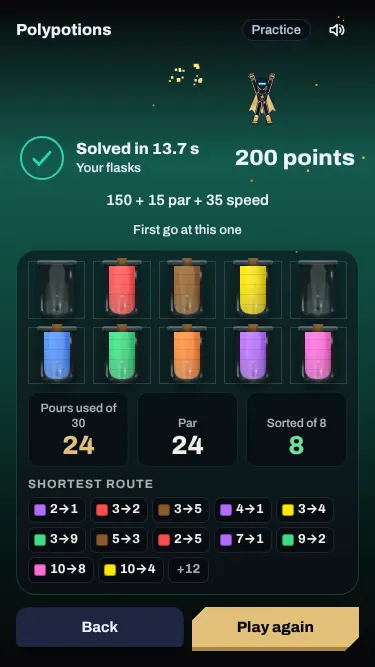 Polypotions
Practice
Solved in 13.7 s
Your flasks
200 points
150 + 15 par + 35 speed
First go at this one
Pours used of
30
24
Par
24
Sorted of 8
8
SHORTEST ROUTE
2→1 3→2 3→5 4→1 3→4
3→9 5→3 2→5 7→1 9→2
10→8 10→4 +12
Back
Play again